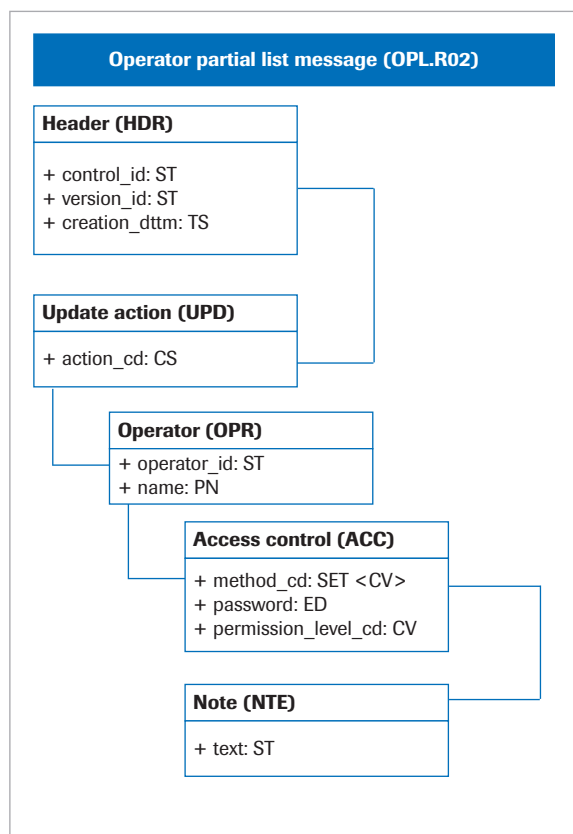 Operator partial list message (OPL.R02)
Header (HDR)
+ control_id: ST
+ version_id: ST
+ creation_dttm: TS
Update action (UPD)
+ action_cd: CS
Operator (OPR)
+ operator_id: ST
+ name: PN
Access control (ACC)
+ method_cd: SET <CV>
+ password: ED
+ permission_level_cd: CV
Note (NTE)
+ text: ST